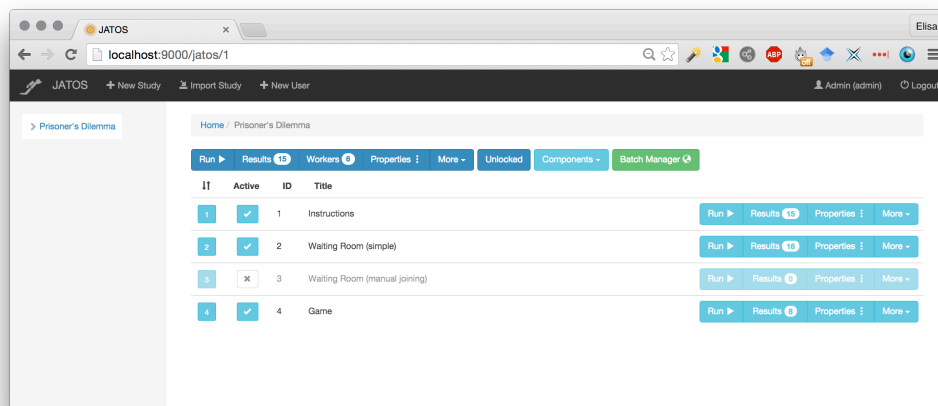 JATOS
Elisa
localhost:9000/jatos/1
ABP
off
JATOS + New Study Import Study + New User Admin (admin) Logout
Prisoner's Dilemma
Home / Prisoner's Dilemma
Run Results 15 Workers 6 Properties More Unlocked Components Batch Manager
Active ID Title
1 1 Instructions Run Results 15 Properties More
2 2 Waiting Room (simple) Run Results 16 Properties More
3 3 Waiting Room (manual joining) Run Results 0 Properties More
4 4 Game Run Results 8 Properties More